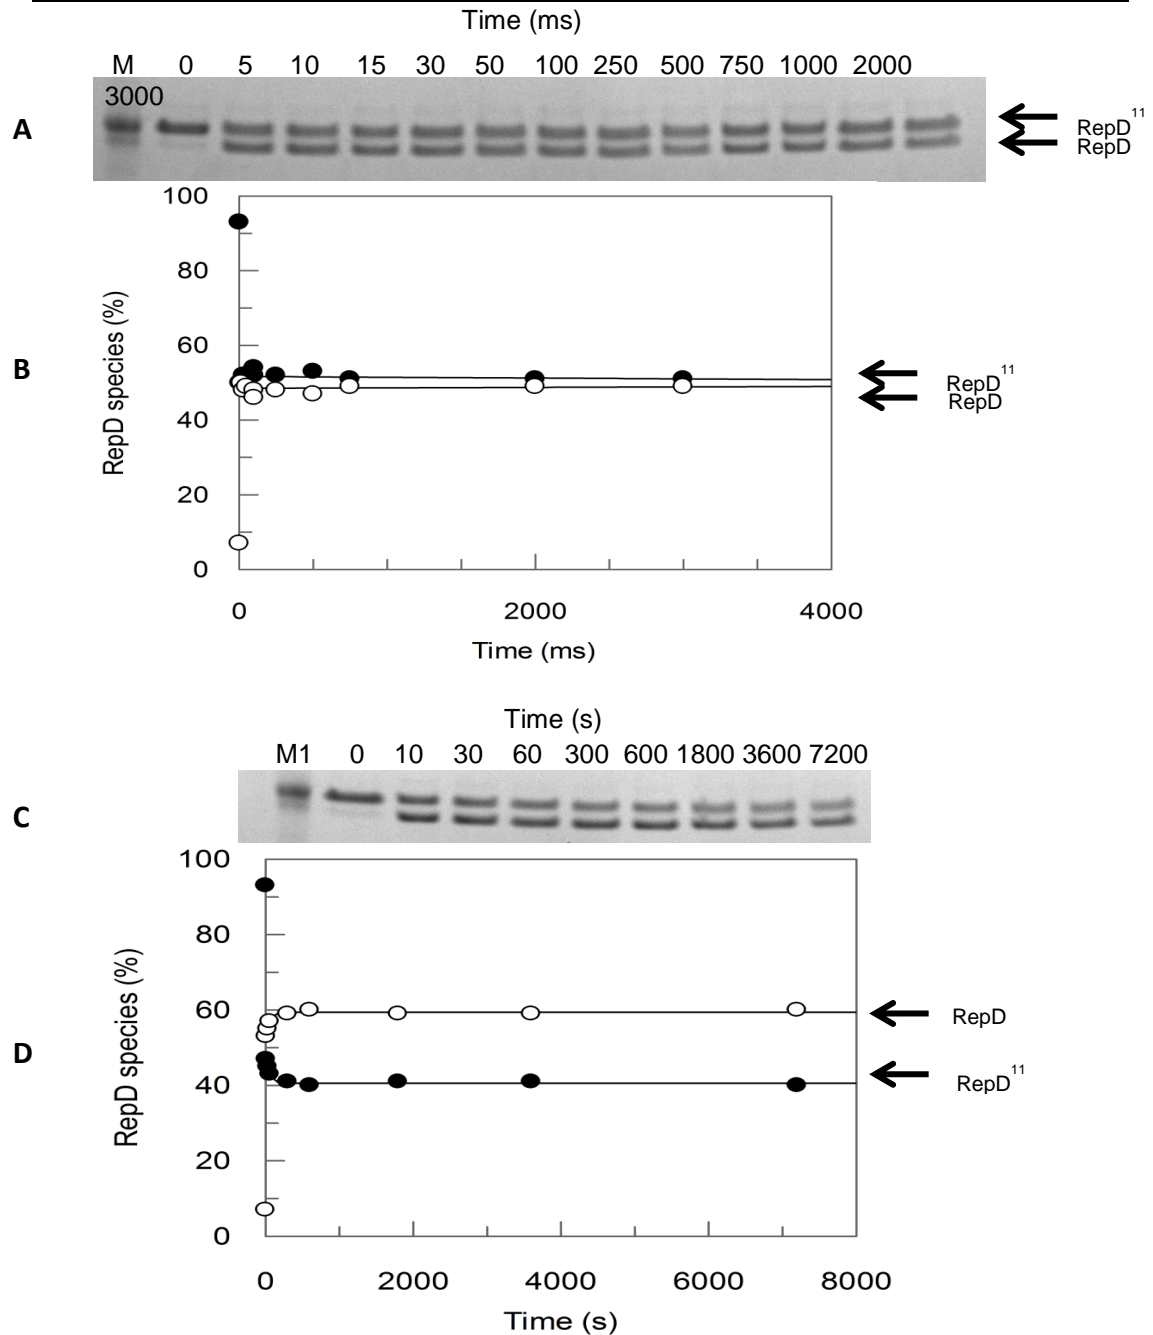 Time (ms)
M 0 5 10 15 30 50 100 250 500 750 1000 2000
3000
A
RepD11
RepD
B
RepD species (%)
100
80
60
40
20
0
RepD11
RepD
0 2000 4000
Time (ms)
Time (s)
M1 0 10 30 60 300 600 1800 3600 7200
C
D
RepD species (%)
100
80
60
40
20
0
RepD
RepD11
0 2000 4000 6000 8000
Time (s)